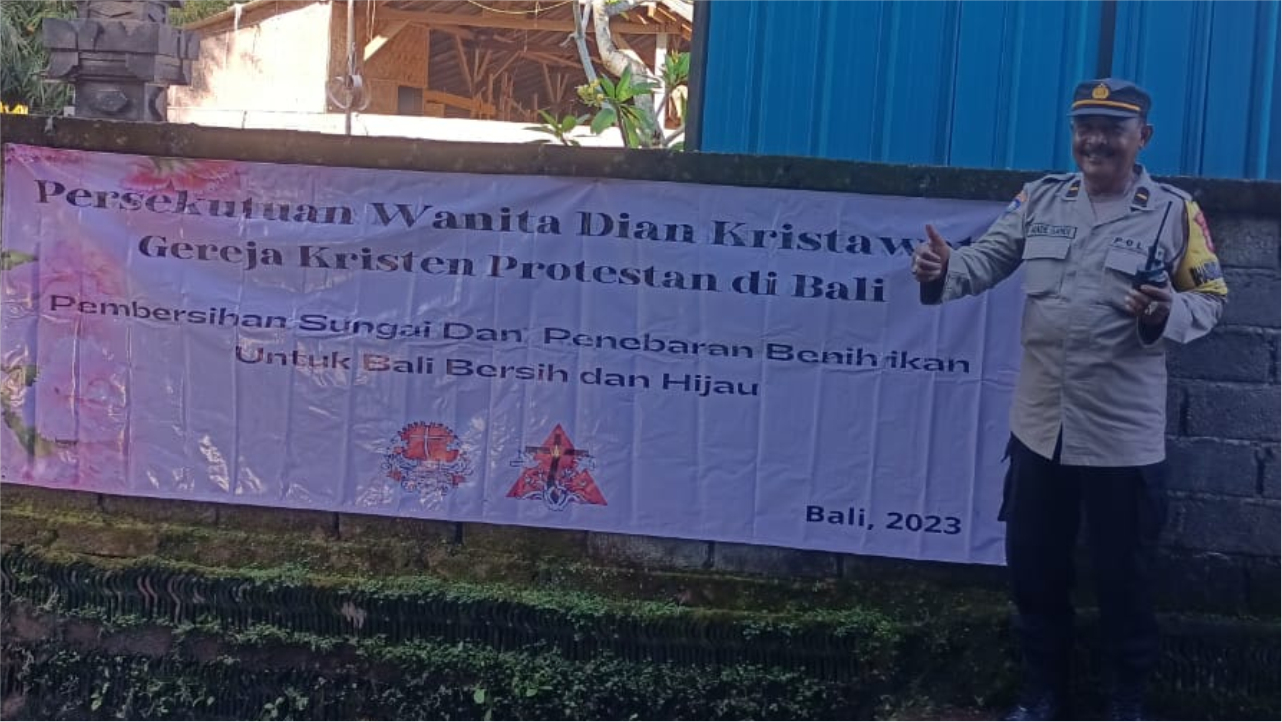 Persekutuan Wanita Dian Kristawati
Gereja Kristen Protestan di Bali
Pembersihan Sungai Dan Penebaran Benih ikan
Untuk Bali Bersih dan Hijau
Bali, 2023
POL